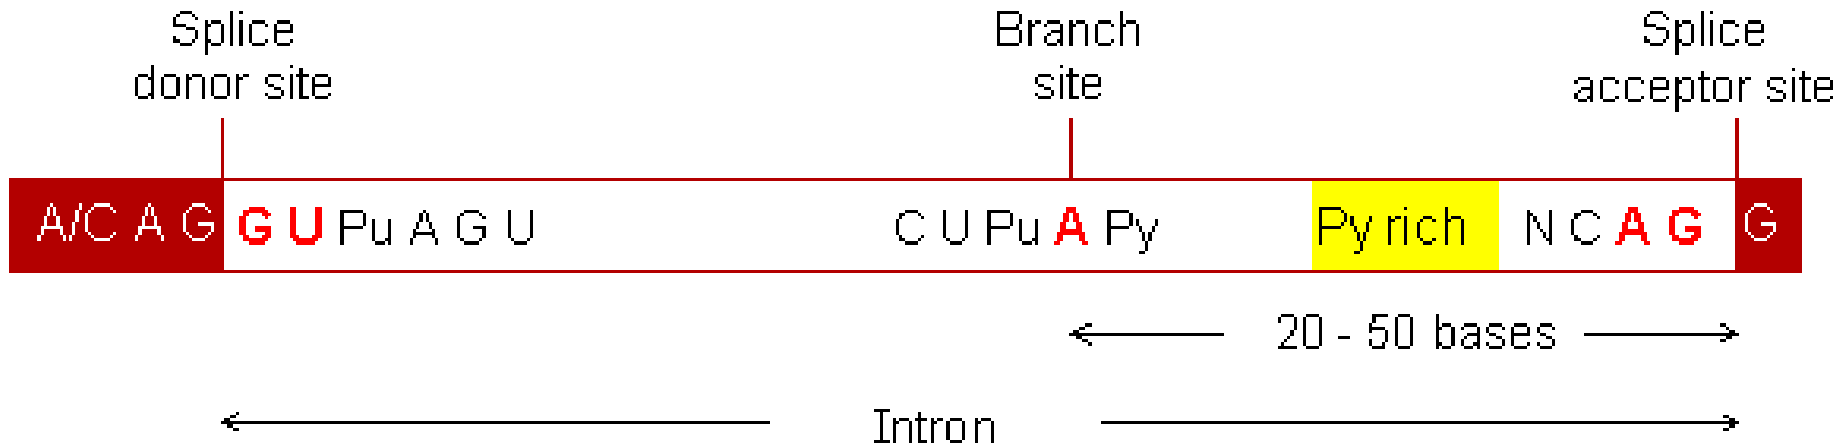 Splice
donor site
Branch
site
Splice
acceptor site
A/C A G G U Pu A G U C U Pu A Py Py rich N C A G G
20 - 50 bases
Intron